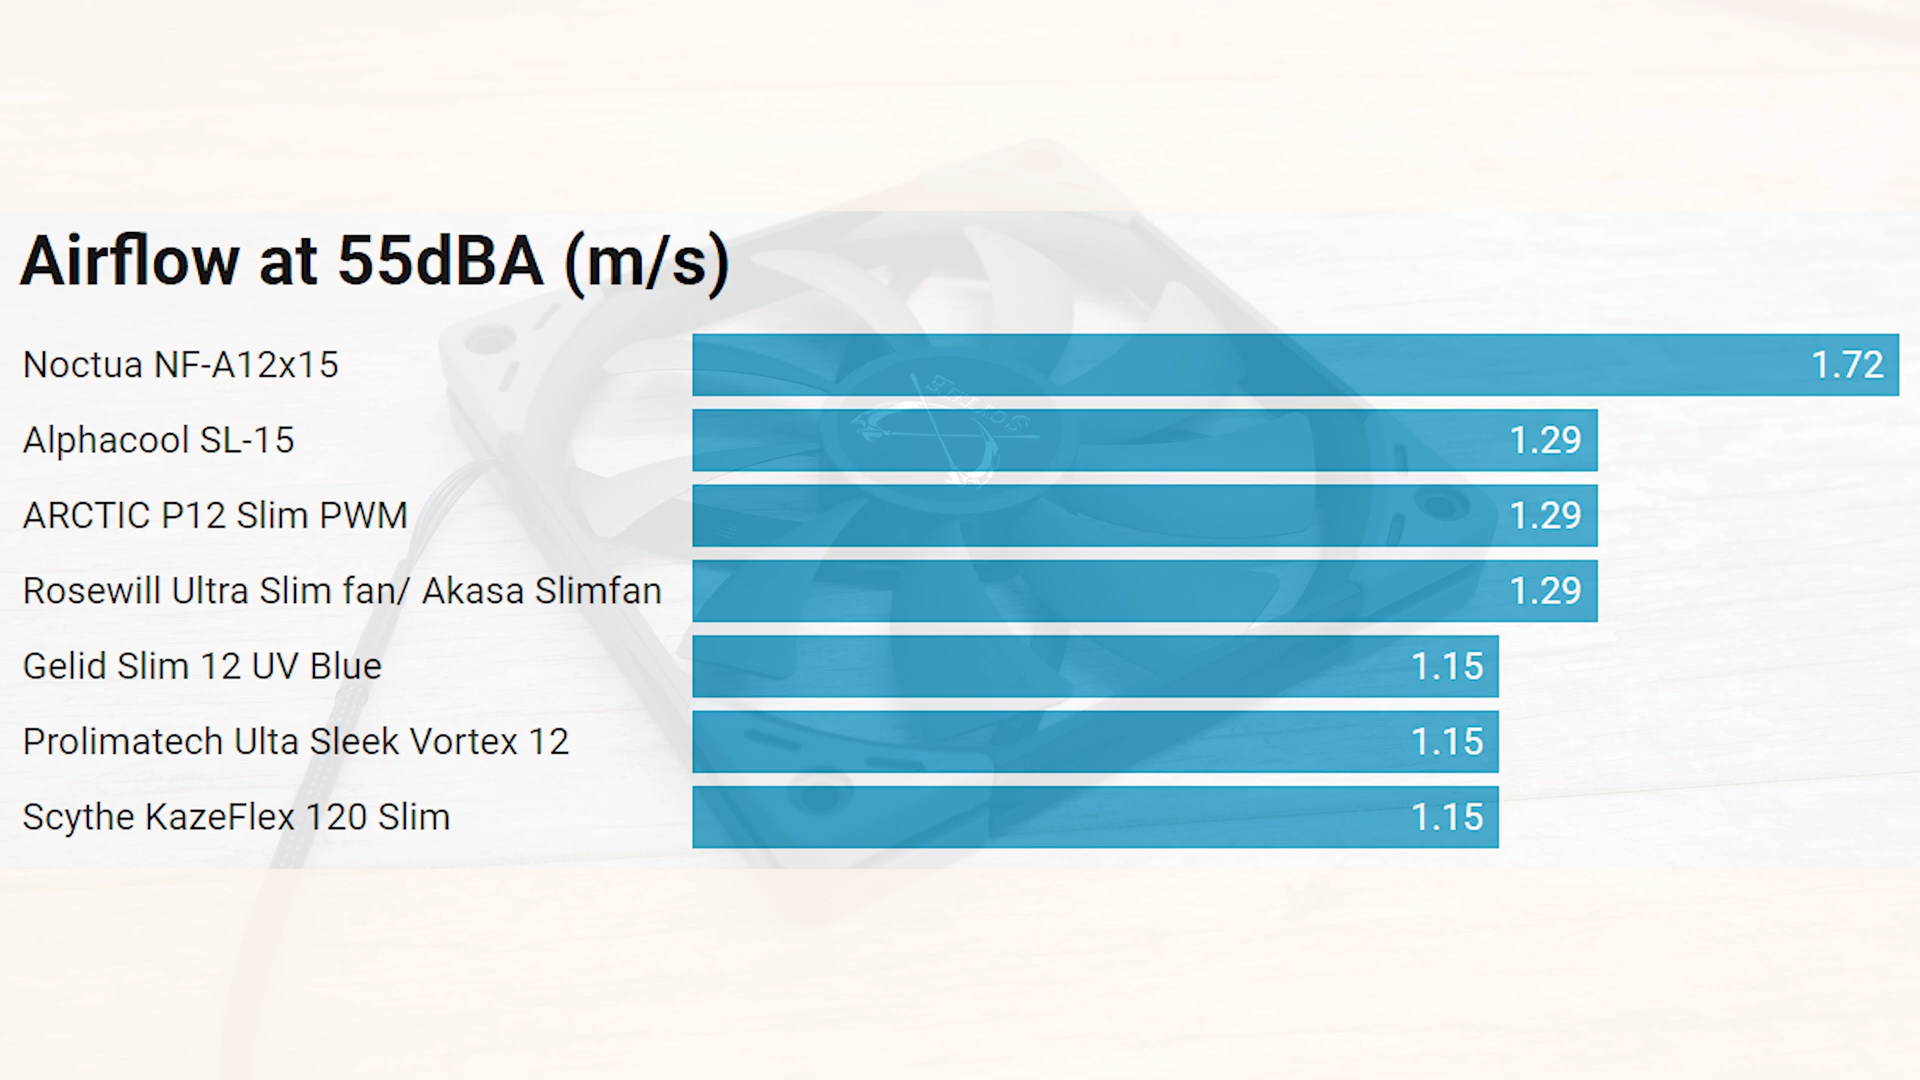 Airflow at 55dBA (m/s)
Noctua NF-A12x15 1.72
Alphacool SL-15 1.29
ARCTIC P12 Slim PWM 1.29
Rosewill Ultra Slim fan/ Akasa Slimfan 1.29
Gelid Slim 12 UV Blue 1.15
Prolimatech Ulta Sleek Vortex 12 1.15
Scythe KazeFlex 120 Slim 1.15
Scythe